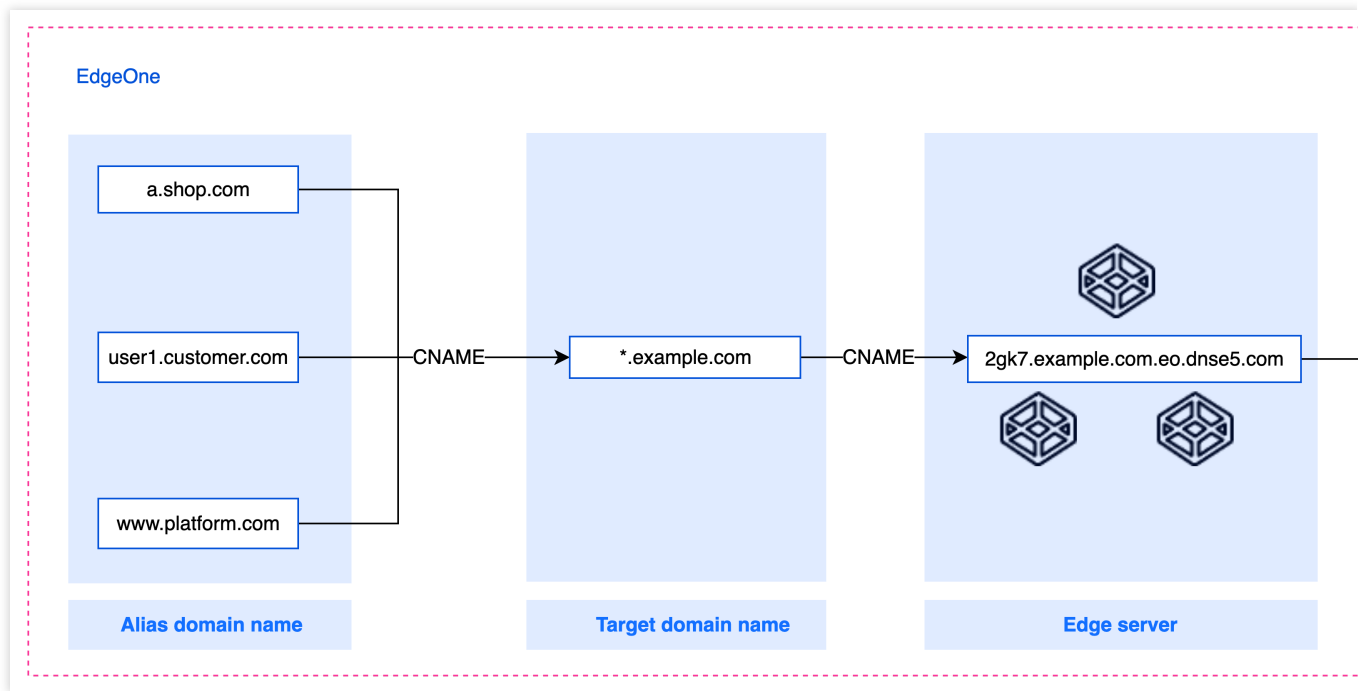 EdgeOne
a.shop.com
user1.customer.com
www.platform.com
CNAME
*.example.com
CNAME
2gk7.example.com.eo.dnse5.com
Alias domain name
Target domain name
Edge server